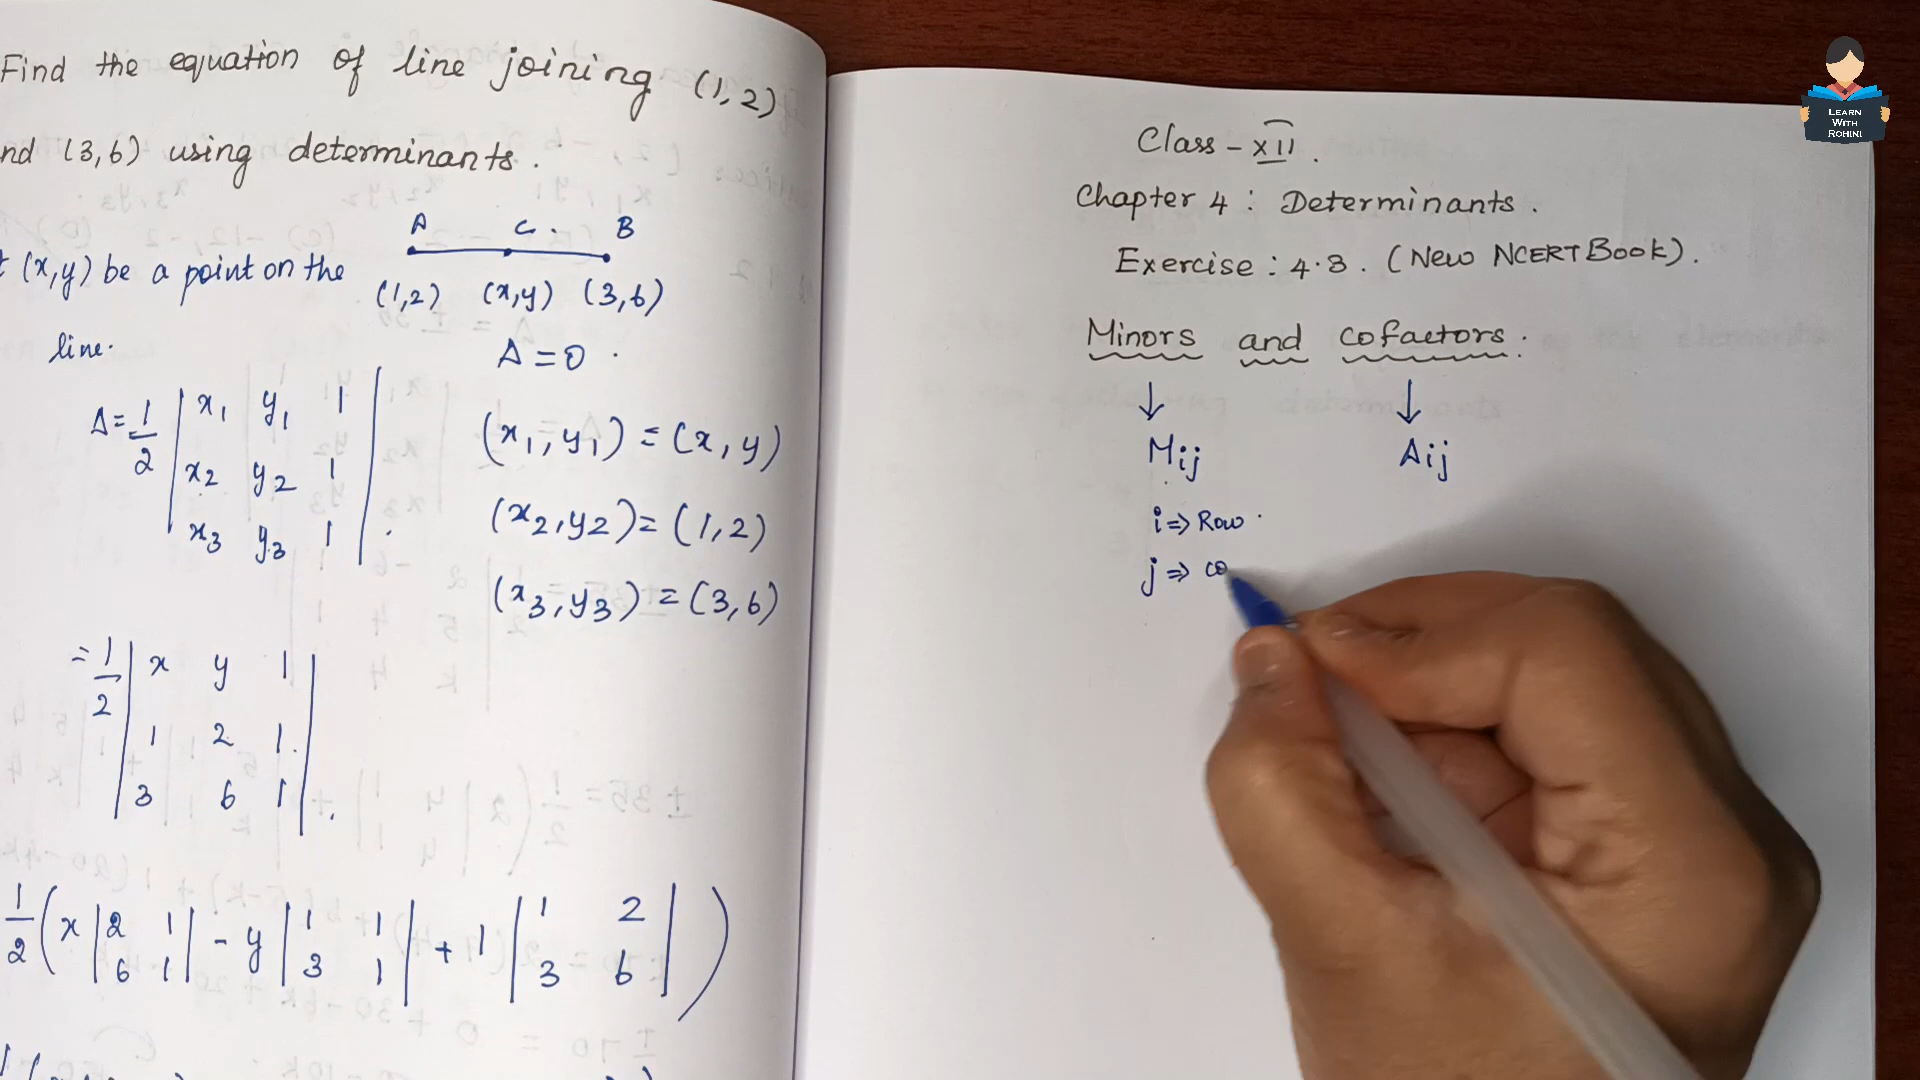 Find the equation of line joining (1,2)
nd (3,6) using determinants.
A C . B
(x,y) be a point on the
(1,2) (x,y) (3,6)
line.
A = 0 .
Δ = 1/2 | x1 y1 1 |
| x2 y2 1 |
| x3 y3 1 | .
(x1, y1) = (x, y)
(x2, y2) = (1, 2)
(x3, y3) = (3, 6)
= 1/2 | x y 1 |
| 1 2 1 | .
| 3 6 1 | .
1/2 ( x | 2 1 | - y | 1 1 | + 1 | 1 2 | )
| 6 1 | | 3 1 | | 3 6 |
Class - XII .
Chapter 4 : Determinants .
Exercise : 4.3 . (New NCERT Book) .
Minors and cofactors .
↓ ↓
Mij Aij
i ⇒ Row .
j ⇒ co
LEARN
WITH
ROHINI